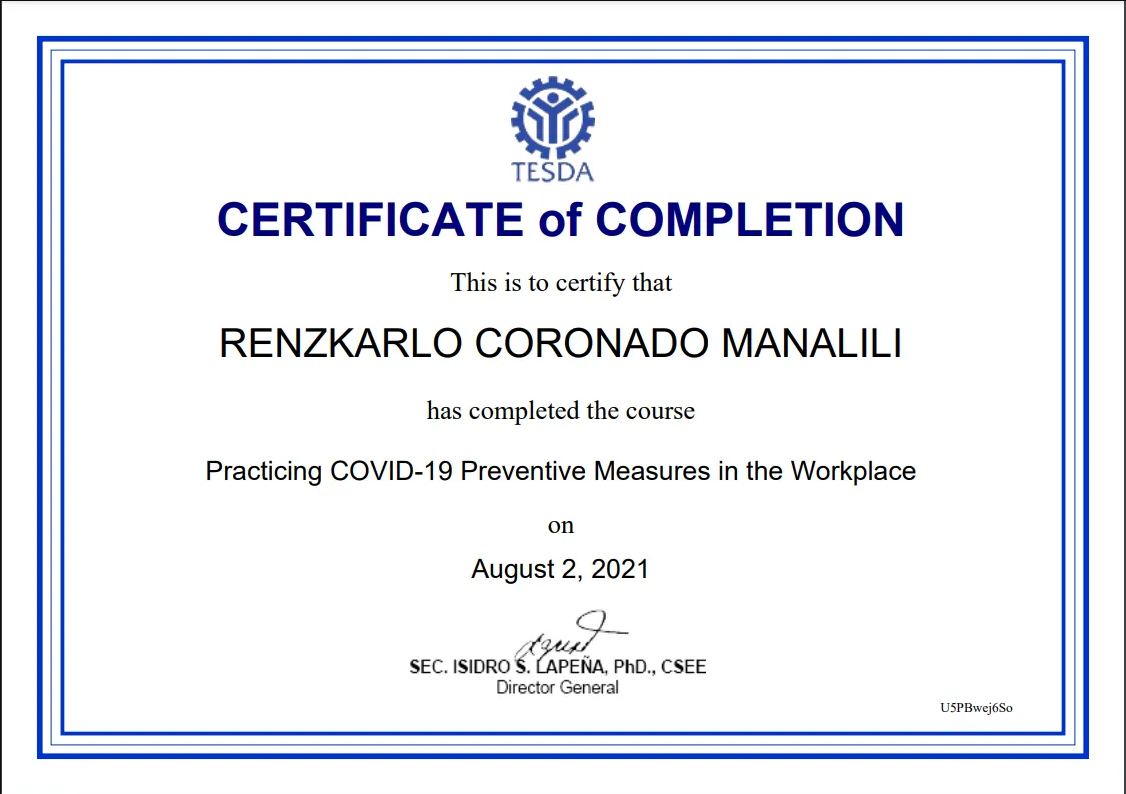 TESDA
CERTIFICATE of COMPLETION
This is to certify that
RENZKARLO CORONADO MANALILI
has completed the course
Practicing COVID-19 Preventive Measures in the Workplace
on
August 2, 2021
SEC. ISIDRO S. LAPEÑA, PhD., CSEE
Director General
U5PBwej6So